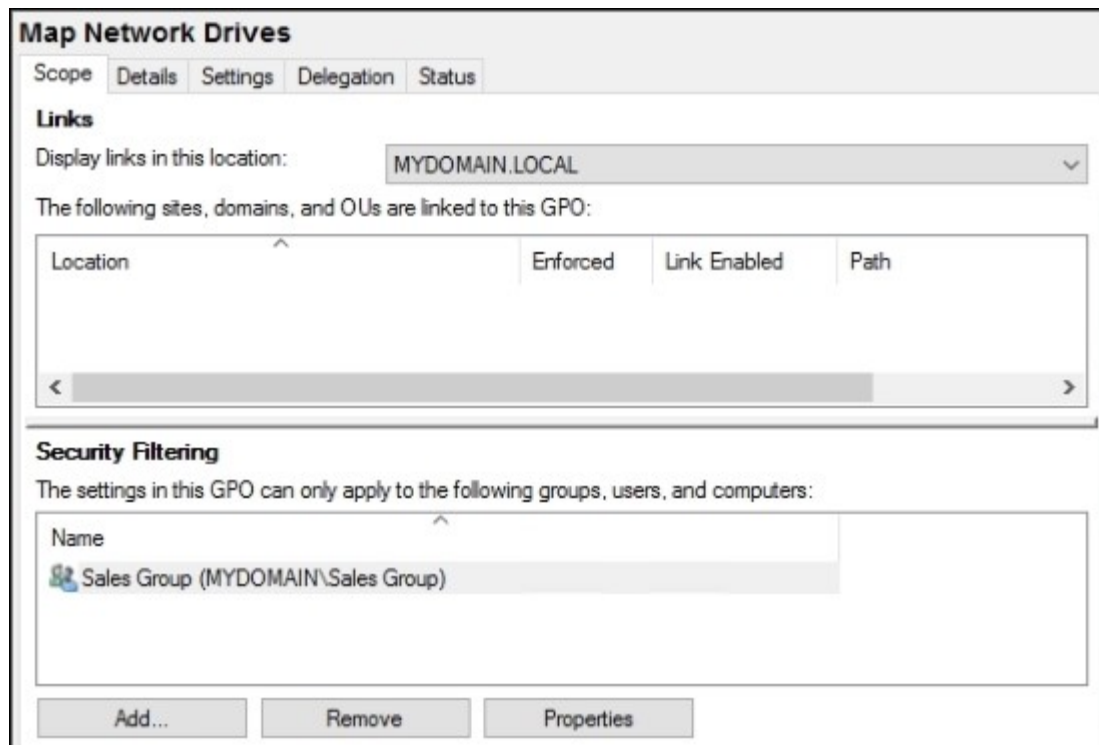 Map Network Drives
Scope Details Settings Delegation Status
Links
Display links in this location: MYDOMAIN.LOCAL
The following sites, domains, and OUs are linked to this GPO:
Location Enforced Link Enabled Path
Security Filtering
The settings in this GPO can only apply to the following groups, users, and computers:
Name
Sales Group (MYDOMAIN\Sales Group)
Add... Remove Properties